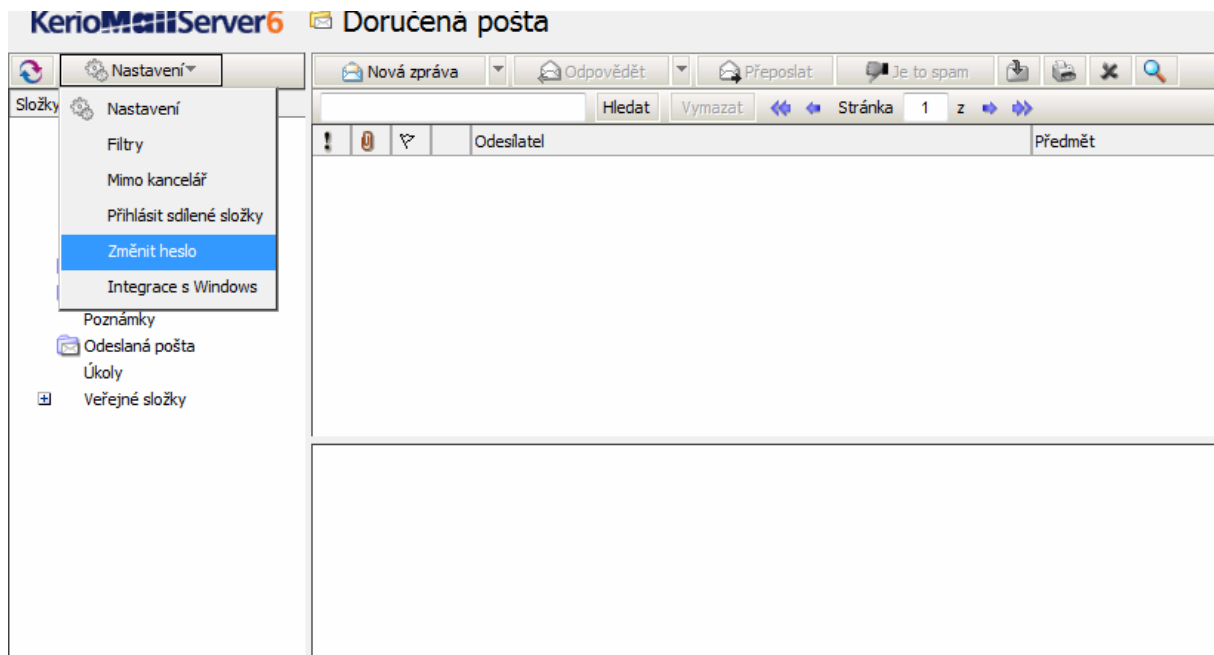 KerioMailServer6 Doručená pošta
Nastavení Nová zpráva Odpovědět Přeposlat Je to spam
Složky
Nastavení
Filtry
Mimo kancelář
Přihlásit sdílené složky
Změnit heslo
Integrace s Windows
Poznámky
Odeslaná pošta
Úkoly
Veřejné složky
Hledat Vymazat Stránka 1 z
Odesílatel Předmět